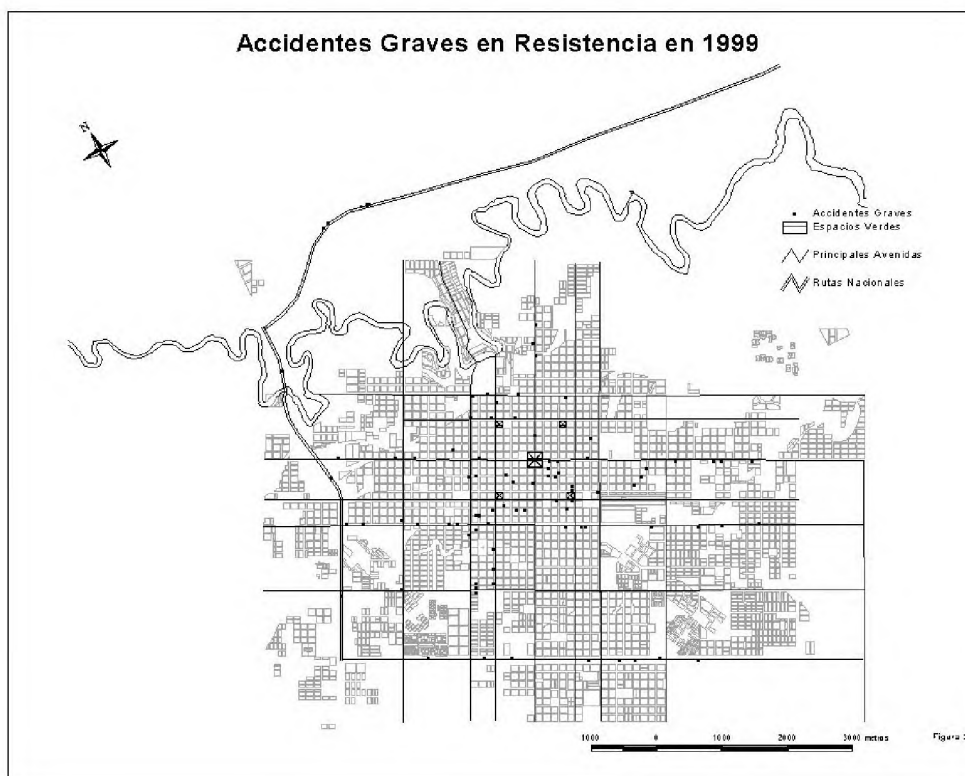 Accidentes Graves en Resistencia en 1999
N
Accidentes Graves
Espacios Verdes
Principales Avenidas
Rutas Nacionales
1000 0 1000 2000 3000 metros
Figura